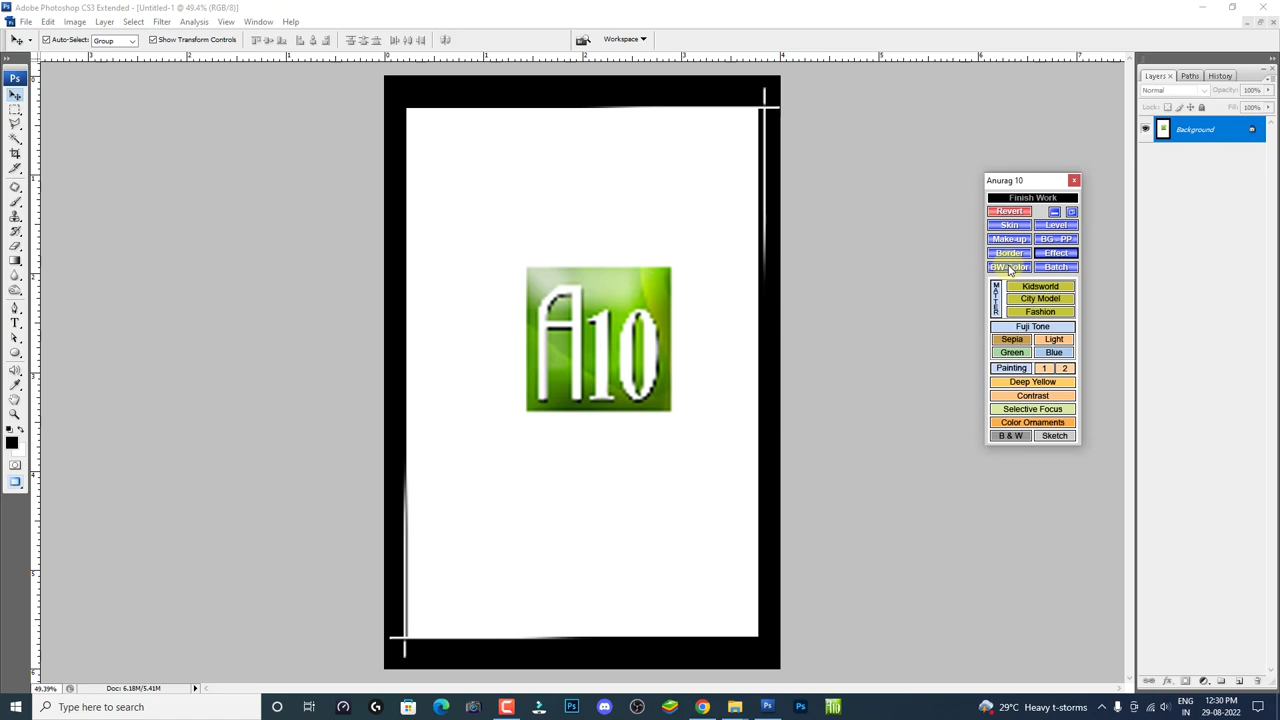 Adobe Photoshop CS3 Extended - [Untitled-1 @ 49.4% (RGB/8)]
File Edit Image Layer Select Filter Analysis View Window Help
Auto-Select: Group Show Transform Controls Workspace
Ps
Layers Paths History
Normal Opacity: 100%
Lock: Fill: 100%
Background
A10
Anurag 10
Finish Work
Revert
Skin Level
Make-up BG - PP
Border Effect
BW-color Batch
MATTER
Kidsworld
City Model
Fashion
Fuji Tone
Sepia Light
Green Blue
Painting 1 2
Deep Yellow
Contrast
Selective Focus
Color Ornaments
B & W Sketch
49.39% Doc: 6.18M/5.41M
Type here to search
29°C Heavy t-storms
ENG
IN
12:30 PM
29-08-2022